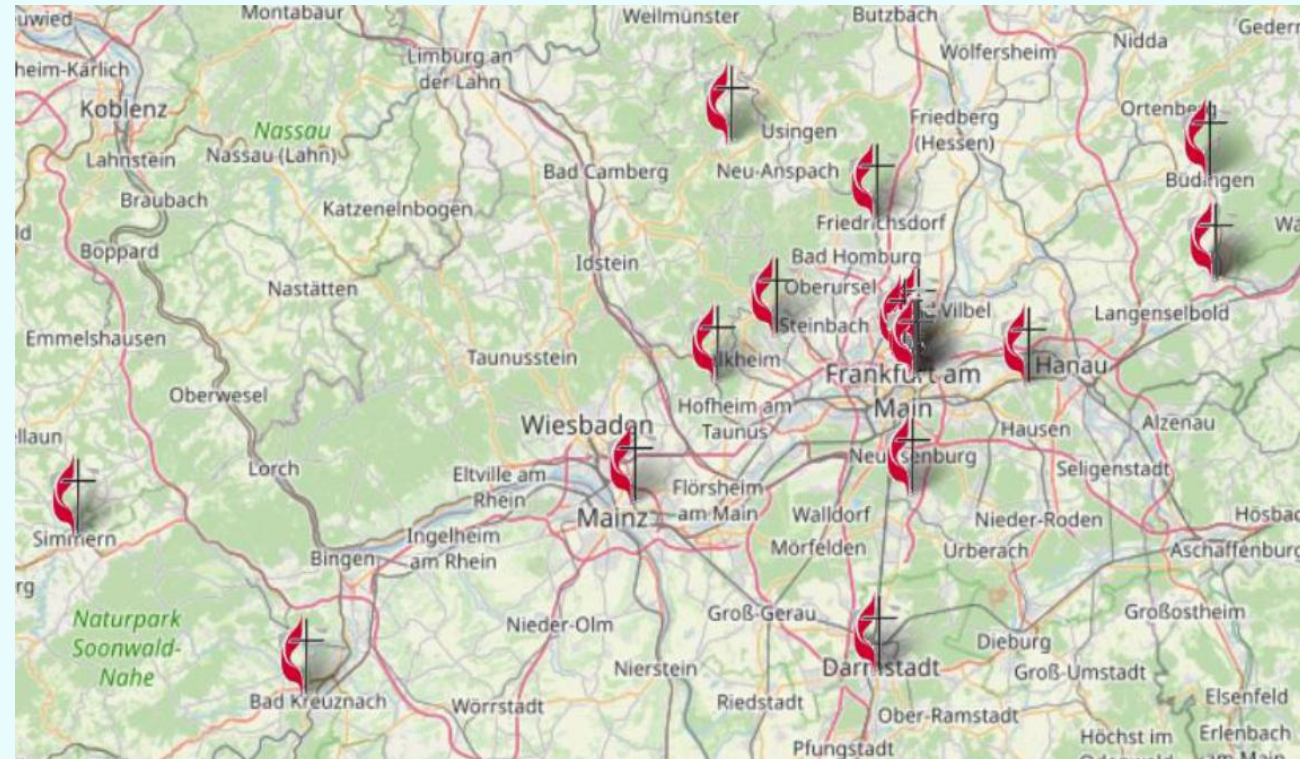 Montabaur
Weilmünster
Butzbach
Nidda
Limburg an
der Lahn
Wölfersheim
Koblenz
Ortenberg
Nassau
Usingen
Friedberg
(Hessen)
Lahnstein
Nassau (Lahn)
Bad Camberg
Neu-Anspach
Büdingen
Braubach
Katzenelnbogen
Friedrichsdorf
Boppard
Idstein
Bad Homburg
Nastätten
Oberursel
Vilbel
Langenselbold
Emmelshausen
Steinbach
Taunusstein
Hanau
Frankfurt am
Main
Oberwesel
Hofheim am
Taunus
Wiesbaden
Hausen
Alzenau
Lorch
Eltville am
Rhein
Flörsheim
am Main
Seligenstadt
Simmern
Mainz
Walldorf
Nieder-Roden
Bingen
Ingelheim
am Rhein
Mörfelden
Urberach
Aschaffenburg
Naturpark
Soonwald-
Nahe
Nieder-Olm
Groß-Gerau
Dieburg
Großostheim
Nierstein
Darmstadt
Groß-Umstadt
Bad Kreuznach
Wörrstadt
Riedstadt
Ober-Ramstadt
Elsenfeld
Pfungstadt
Höchst im
Erlenbach
am Main